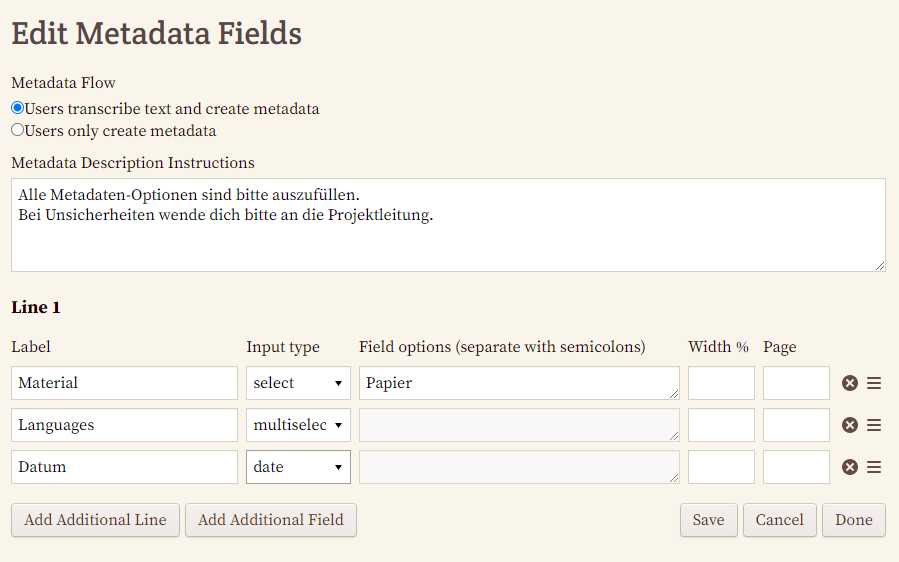 Edit Metadata Fields
Metadata Flow
Users transcribe text and create metadata
Users only create metadata
Metadata Description Instructions
Alle Metadaten-Optionen sind bitte auszufüllen.
Bei Unsicherheiten wende dich bitte an die Projektleitung.
Line 1
Label Input type Field options (separate with semicolons) Width % Page
Material select Papier
Languages multiselec
Datum date
Add Additional Line Add Additional Field Save Cancel Done